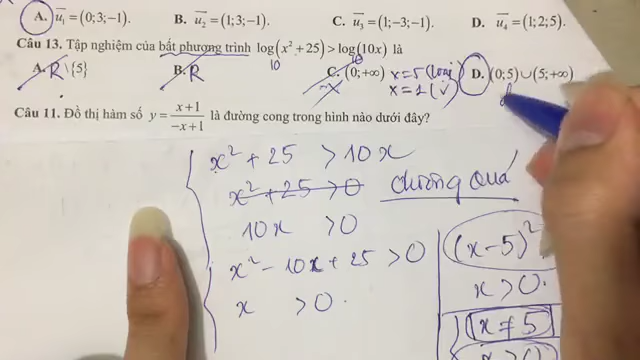 A. u₁ = (0;3;−1). B. u₂ = (1;3;−1). C. u₃ = (1;−3;−1). D. u₄ = (1;2;5).
Câu 13. Tập nghiệm của bất phương trình log(x² + 25) > log(10x) là
10 10
A. R \ {5} B. R C. (0;+∞) x = 5 (loại) D. (0;5) ∪ (5;+∞)
x = 1 (✓)
Câu 11. Đồ thị hàm số y = (x+1)/(−x+1) là đường cong trong hình nào dưới đây?
x² + 25 > 10x
x² + 25 > 0 dương quá
10x > 0
x² − 10x + 25 > 0
x > 0.
(x − 5)²
x > 0.
x ≠ 5